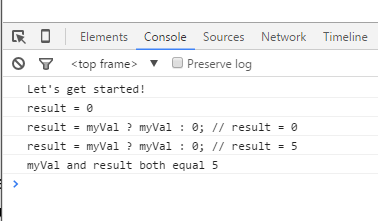 Elements Console Sources Network Timeline
<top frame> ▼ Preserve log
Let's get started!
result = 0
result = myVal ? myVal : 0; // result = 0
result = myVal ? myVal : 0; // result = 5
myVal and result both equal 5
>